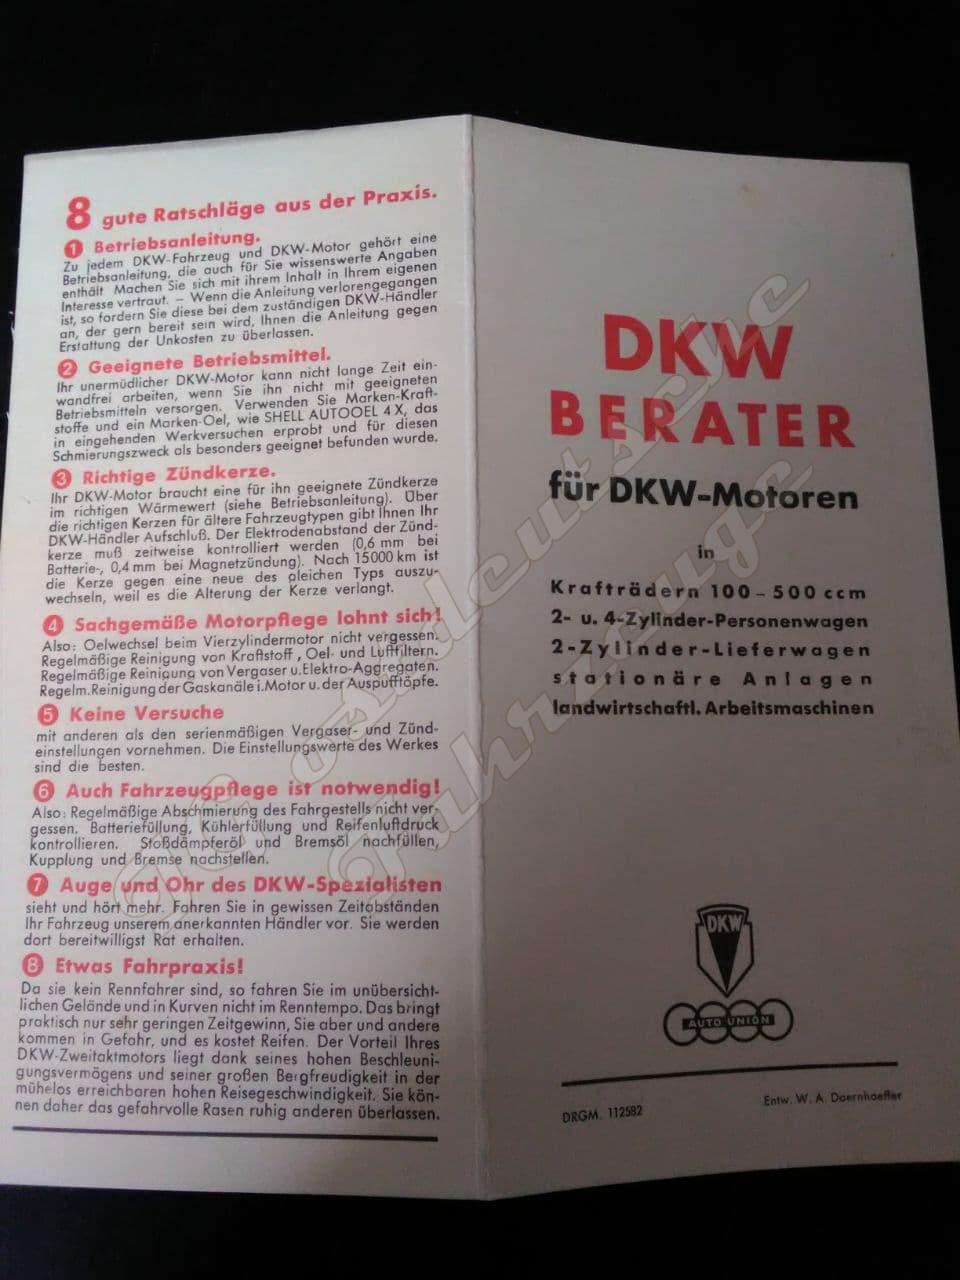 8 gute Ratschläge aus der Praxis.
1 Betriebsanleitung.
Zu jedem DKW-Fahrzeug und DKW-Motor gehört eine
Betriebsanleitung, die auch für Sie wissenswerte Angaben
enthält Machen Sie sich mit ihrem Inhalt in Ihrem eigenen
Interesse vertraut. – Wenn die Anleitung verlorengegangen
ist, so fordern Sie diese bei dem zuständigen DKW-Händler
an, der gern bereit sein wird, Ihnen die Anleitung gegen
Erstattung der Unkosten zu überlassen.
2 Geeignete Betriebsmittel.
Ihr unermüdlicher DKW-Motor kann nicht lange Zeit ein-
wandfrei arbeiten, wenn Sie ihn nicht mit geeigneten
Betriebsmitteln versorgen. Verwenden Sie Marken-Kraft-
stoffe und ein Marken-Oel, wie SHELL AUTOOEL 4 X, das
in eingehenden Werkversuchen erprobt und für diesen
Schmierungszweck als besonders geeignet befunden wurde.
3 Richtige Zündkerze.
Ihr DKW-Motor braucht eine für ihn geeignete Zündkerze
im richtigen Wärmewert (siehe Betriebsanleitung). Über
die richtigen Kerzen für ältere Fahrzeugtypen gibt Ihnen Ihr
DKW-Händler Aufschluß. Der Elektrodenabstand der Zünd-
kerze muß zeitweise kontrolliert werden (0,6 mm bei
Batterie-, 0,4 mm bei Magnetzündung). Nach 15000 km ist
die Kerze gegen eine neue des gleichen Typs auszu-
wechseln, weil es die Alterung der Kerze verlangt.
4 Sachgemäße Motorpflege lohnt sich!
Also: Oelwechsel beim Vierzylindermotor nicht vergessen.
Regelmäßige Reinigung von Kraftstoff, Oel- und Luftfiltern.
Regelmäßige Reinigung von Vergaser u. Elektro-Aggregaten.
Regelm. Reinigung der Gaskanäle i. Motor u. der Auspufftöpfe.
5 Keine Versuche
mit anderen als den serienmäßigen Vergaser- und Zünd-
einstellungen vornehmen. Die Einstellungswerte des Werkes
sind die besten.
6 Auch Fahrzeugpflege ist notwendig!
Also: Regelmäßige Abschmierung des Fahrgestells nicht ver-
gessen. Batteriefüllung, Kühlerfüllung und Reifenluftdruck
kontrollieren. Stoßdämpferöl und Bremsöl nachfüllen,
Kupplung und Bremse nachstellen.
7 Auge und Ohr des DKW-Spezialisten
sieht und hört mehr. Fahren Sie in gewissen Zeitabständen
Ihr Fahrzeug unserem anerkannten Händler vor. Sie werden
dort bereitwilligst Rat erhalten.
8 Etwas Fahrpraxis!
Da sie kein Rennfahrer sind, so fahren Sie im unübersicht-
lichen Gelände und in Kurven nicht im Renntempo. Das bringt
praktisch nur sehr geringen Zeitgewinn, Sie aber und andere
kommen in Gefahr, und es kostet Reifen. Der Vorteil Ihres
DKW-Zweitaktmotors liegt dank seines hohen Beschleuni-
gungsvermögens und seiner großen Bergfreudigkeit in der
mühelos erreichbaren hohen Reisegeschwindigkeit. Sie kön-
nen daher das gefahrvolle Rasen ruhig anderen überlassen.
DKW
BERATER
für DKW-Motoren
in
Krafträdern 100 – 500 ccm
2- u. 4-Zylinder-Personenwagen
2-Zylinder-Lieferwagen
stationäre Anlagen
landwirtschaftl. Arbeitsmaschinen
DKW
AUTO UNION
DRGM. 112582
Entw. W. A. Doernhoeffer
IG ostdeutsche
Fahrzeuge